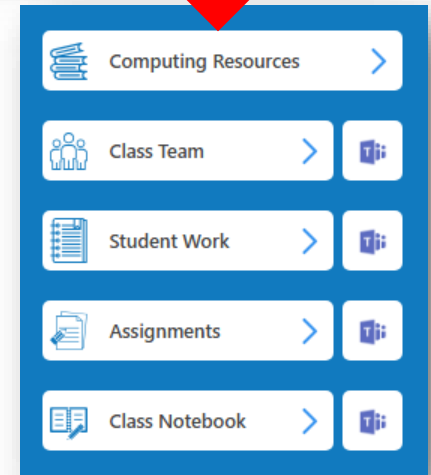 Computing Resources
Class Team
Student Work
Assignments
Class Notebook